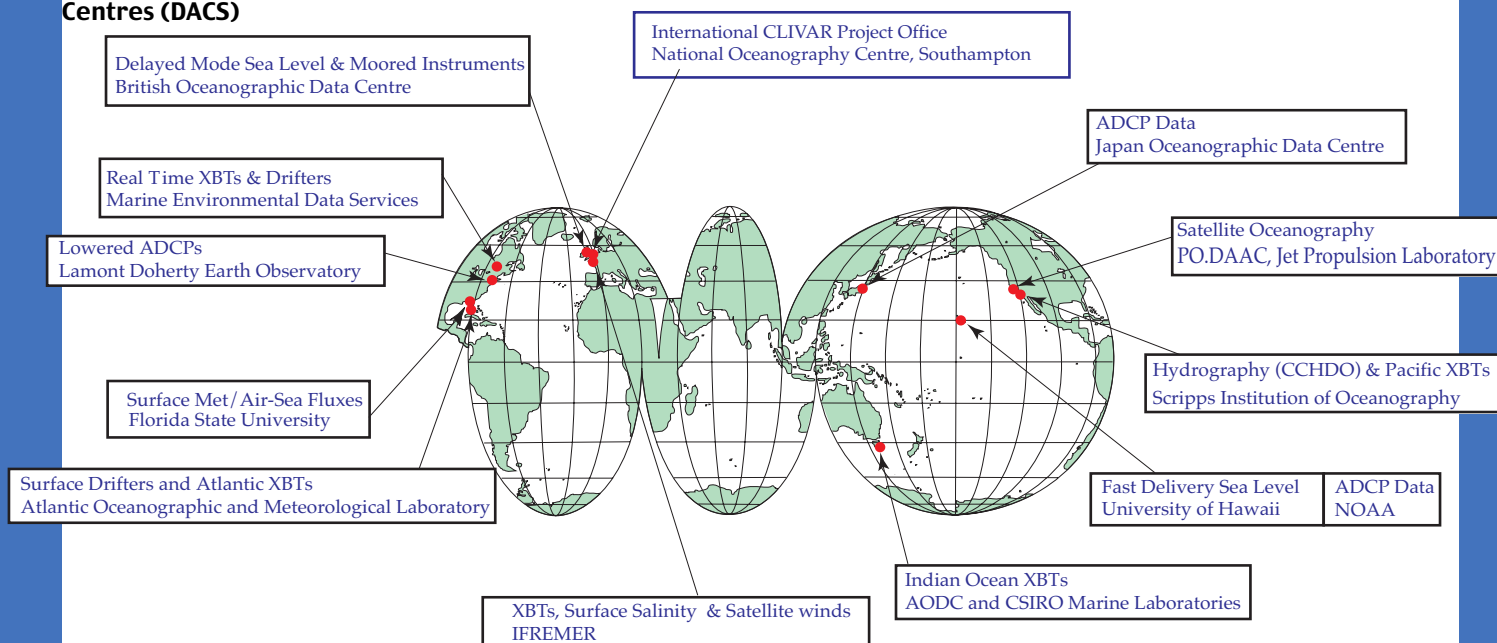 Centres (DACS)
International CLIVAR Project Office
National Oceanography Centre, Southampton
Delayed Mode Sea Level & Moored Instruments
British Oceanographic Data Centre
ADCP Data
Japan Oceanographic Data Centre
Real Time XBTs & Drifters
Marine Environmental Data Services
Satellite Oceanography
PO.DAAC, Jet Propulsion Laboratory
Lowered ADCPs
Lamont Doherty Earth Observatory
Hydrography (CCHDO) & Pacific XBTs
Scripps Institution of Oceanography
Surface Met/Air-Sea Fluxes
Florida State University
Surface Drifters and Atlantic XBTs
Atlantic Oceanographic and Meteorological Laboratory
Fast Delivery Sea Level
University of Hawaii
ADCP Data
NOAA
Indian Ocean XBTs
AODC and CSIRO Marine Laboratories
XBTs, Surface Salinity & Satellite winds
IFREMER